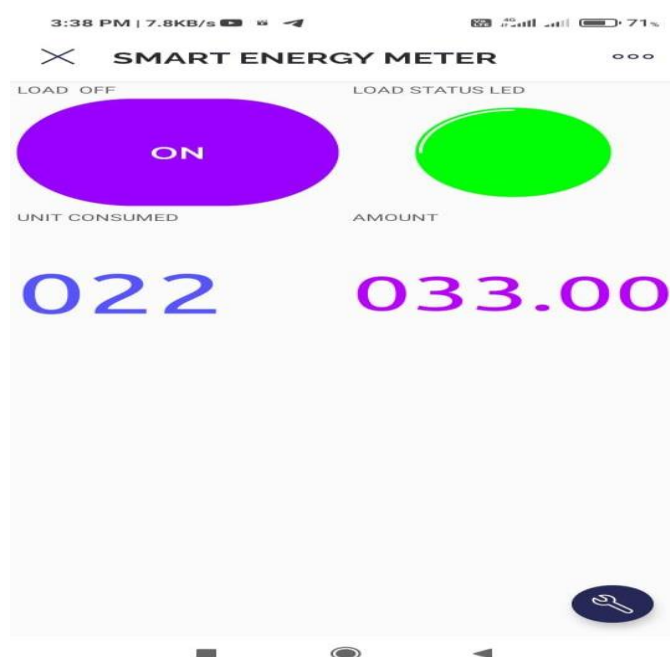 3:38 PM | 7.8KB/s 4G 71%
SMART ENERGY METER
LOAD OFF LOAD STATUS LED
ON
UNIT CONSUMED AMOUNT
022 033.00